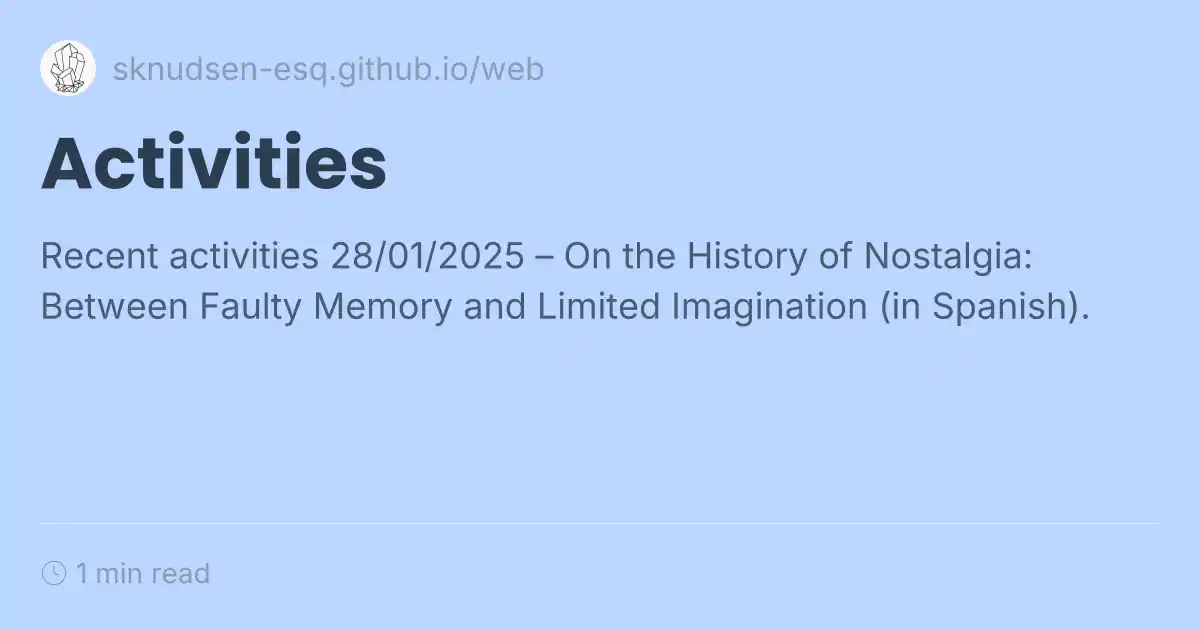 sknudsen-esq.github.io/web
Activities
Recent activities 28/01/2025 – On the History of Nostalgia:
Between Faulty Memory and Limited Imagination (in Spanish).
1 min read